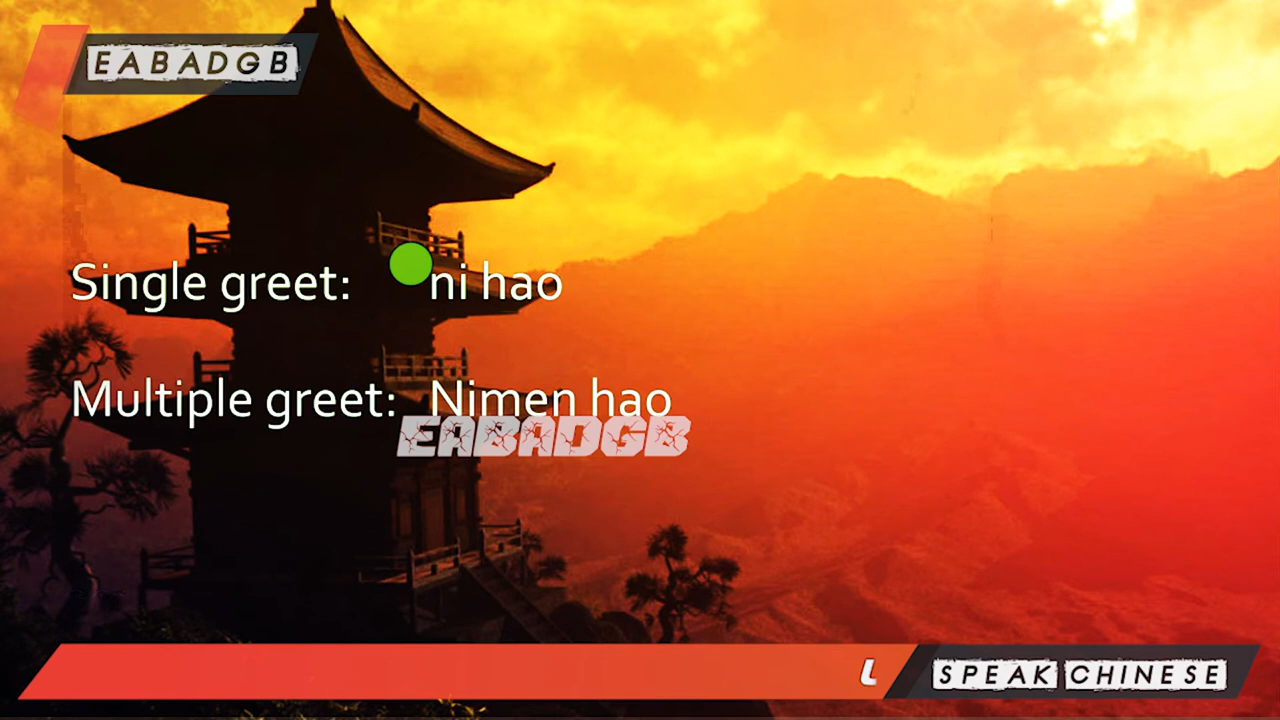 EABADGB
Single greet: ni hao
Multiple greet: Nimen hao
EABADGB
L
SPEAK CHINESE